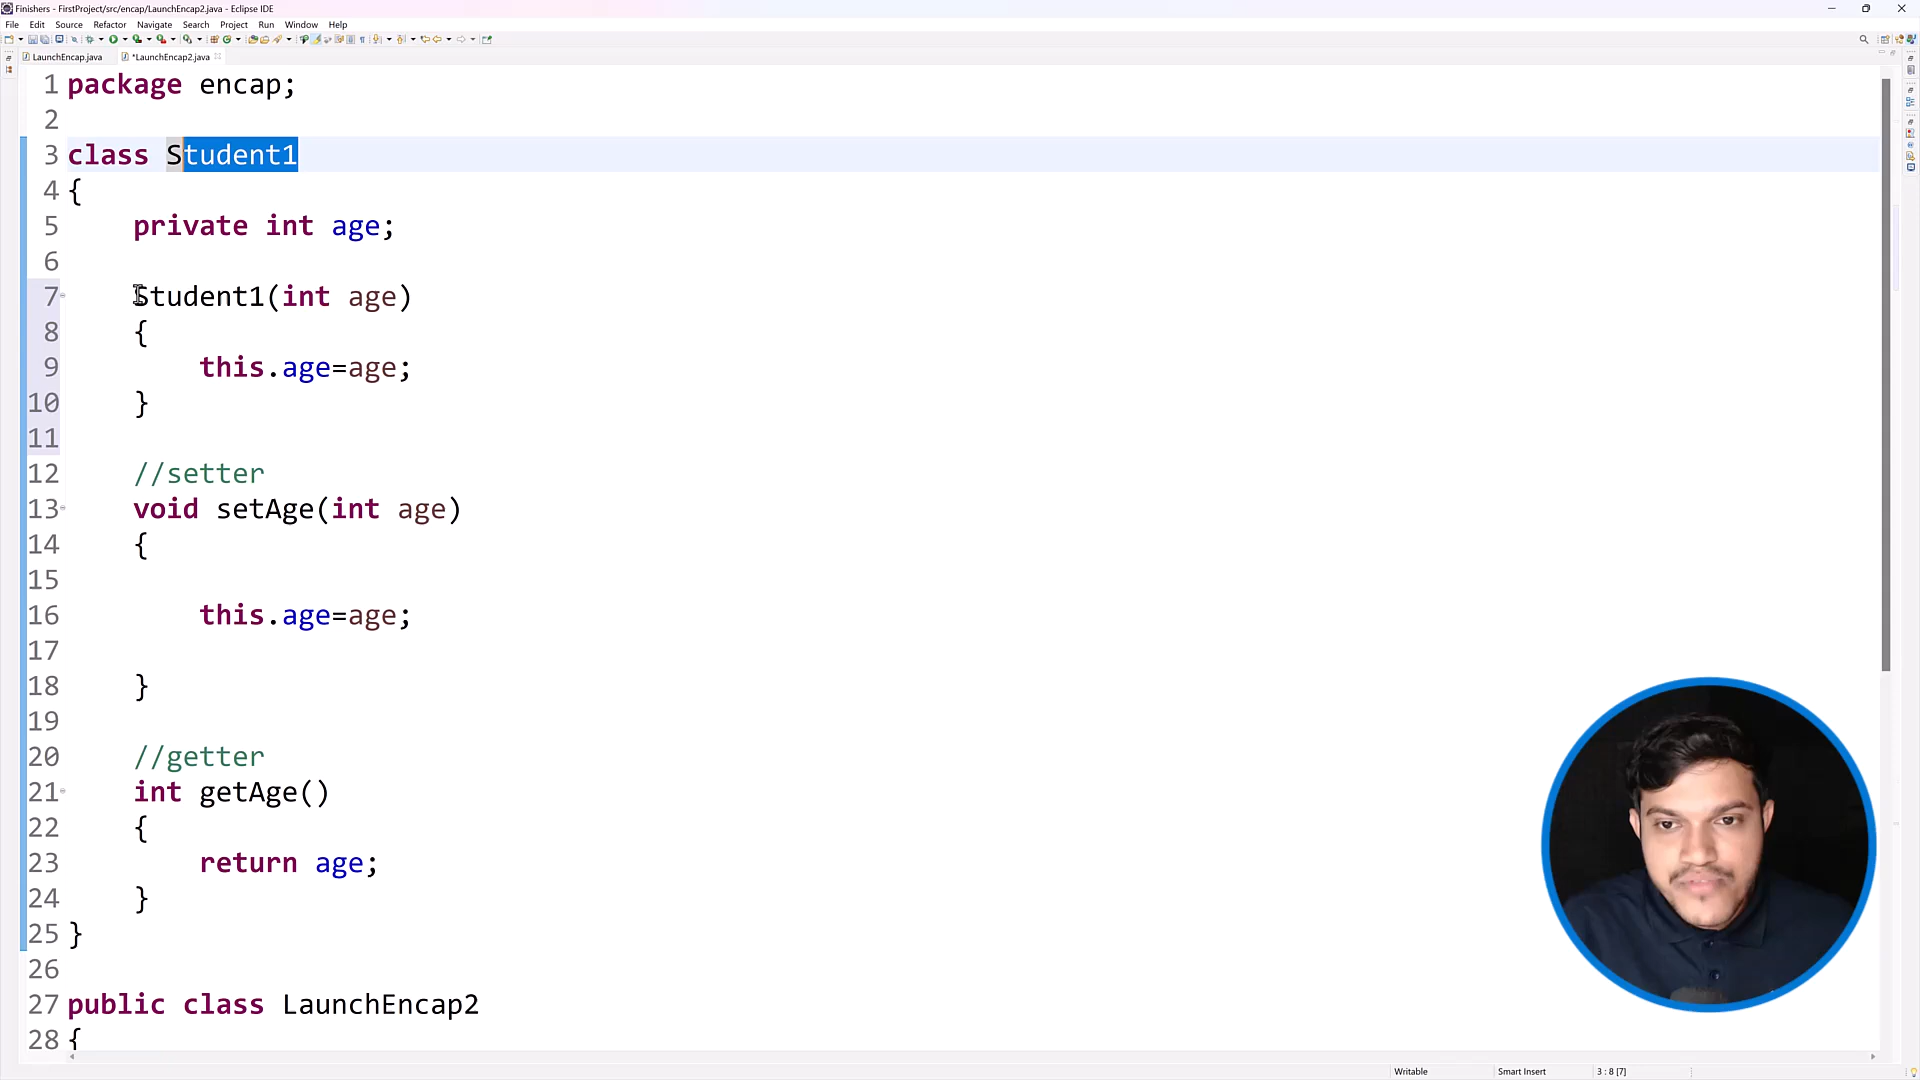 Finishers - FirstProject/src/encap/LaunchEncap2.java - Eclipse IDE
File Edit Source Refactor Navigate Search Project Run Window Help
LaunchEncap.java *LaunchEncap2.java
1 package encap;
2
3 class Student1
4 {
5 private int age;
6
7 Student1(int age)
8 {
9 this.age=age;
10 }
11
12 //setter
13 void setAge(int age)
14 {
15
16 this.age=age;
17
18 }
19
20 //getter
21 int getAge()
22 {
23 return age;
24 }
25 }
26
27 public class LaunchEncap2
28 {
Writable Smart Insert 3 : 8 [7]